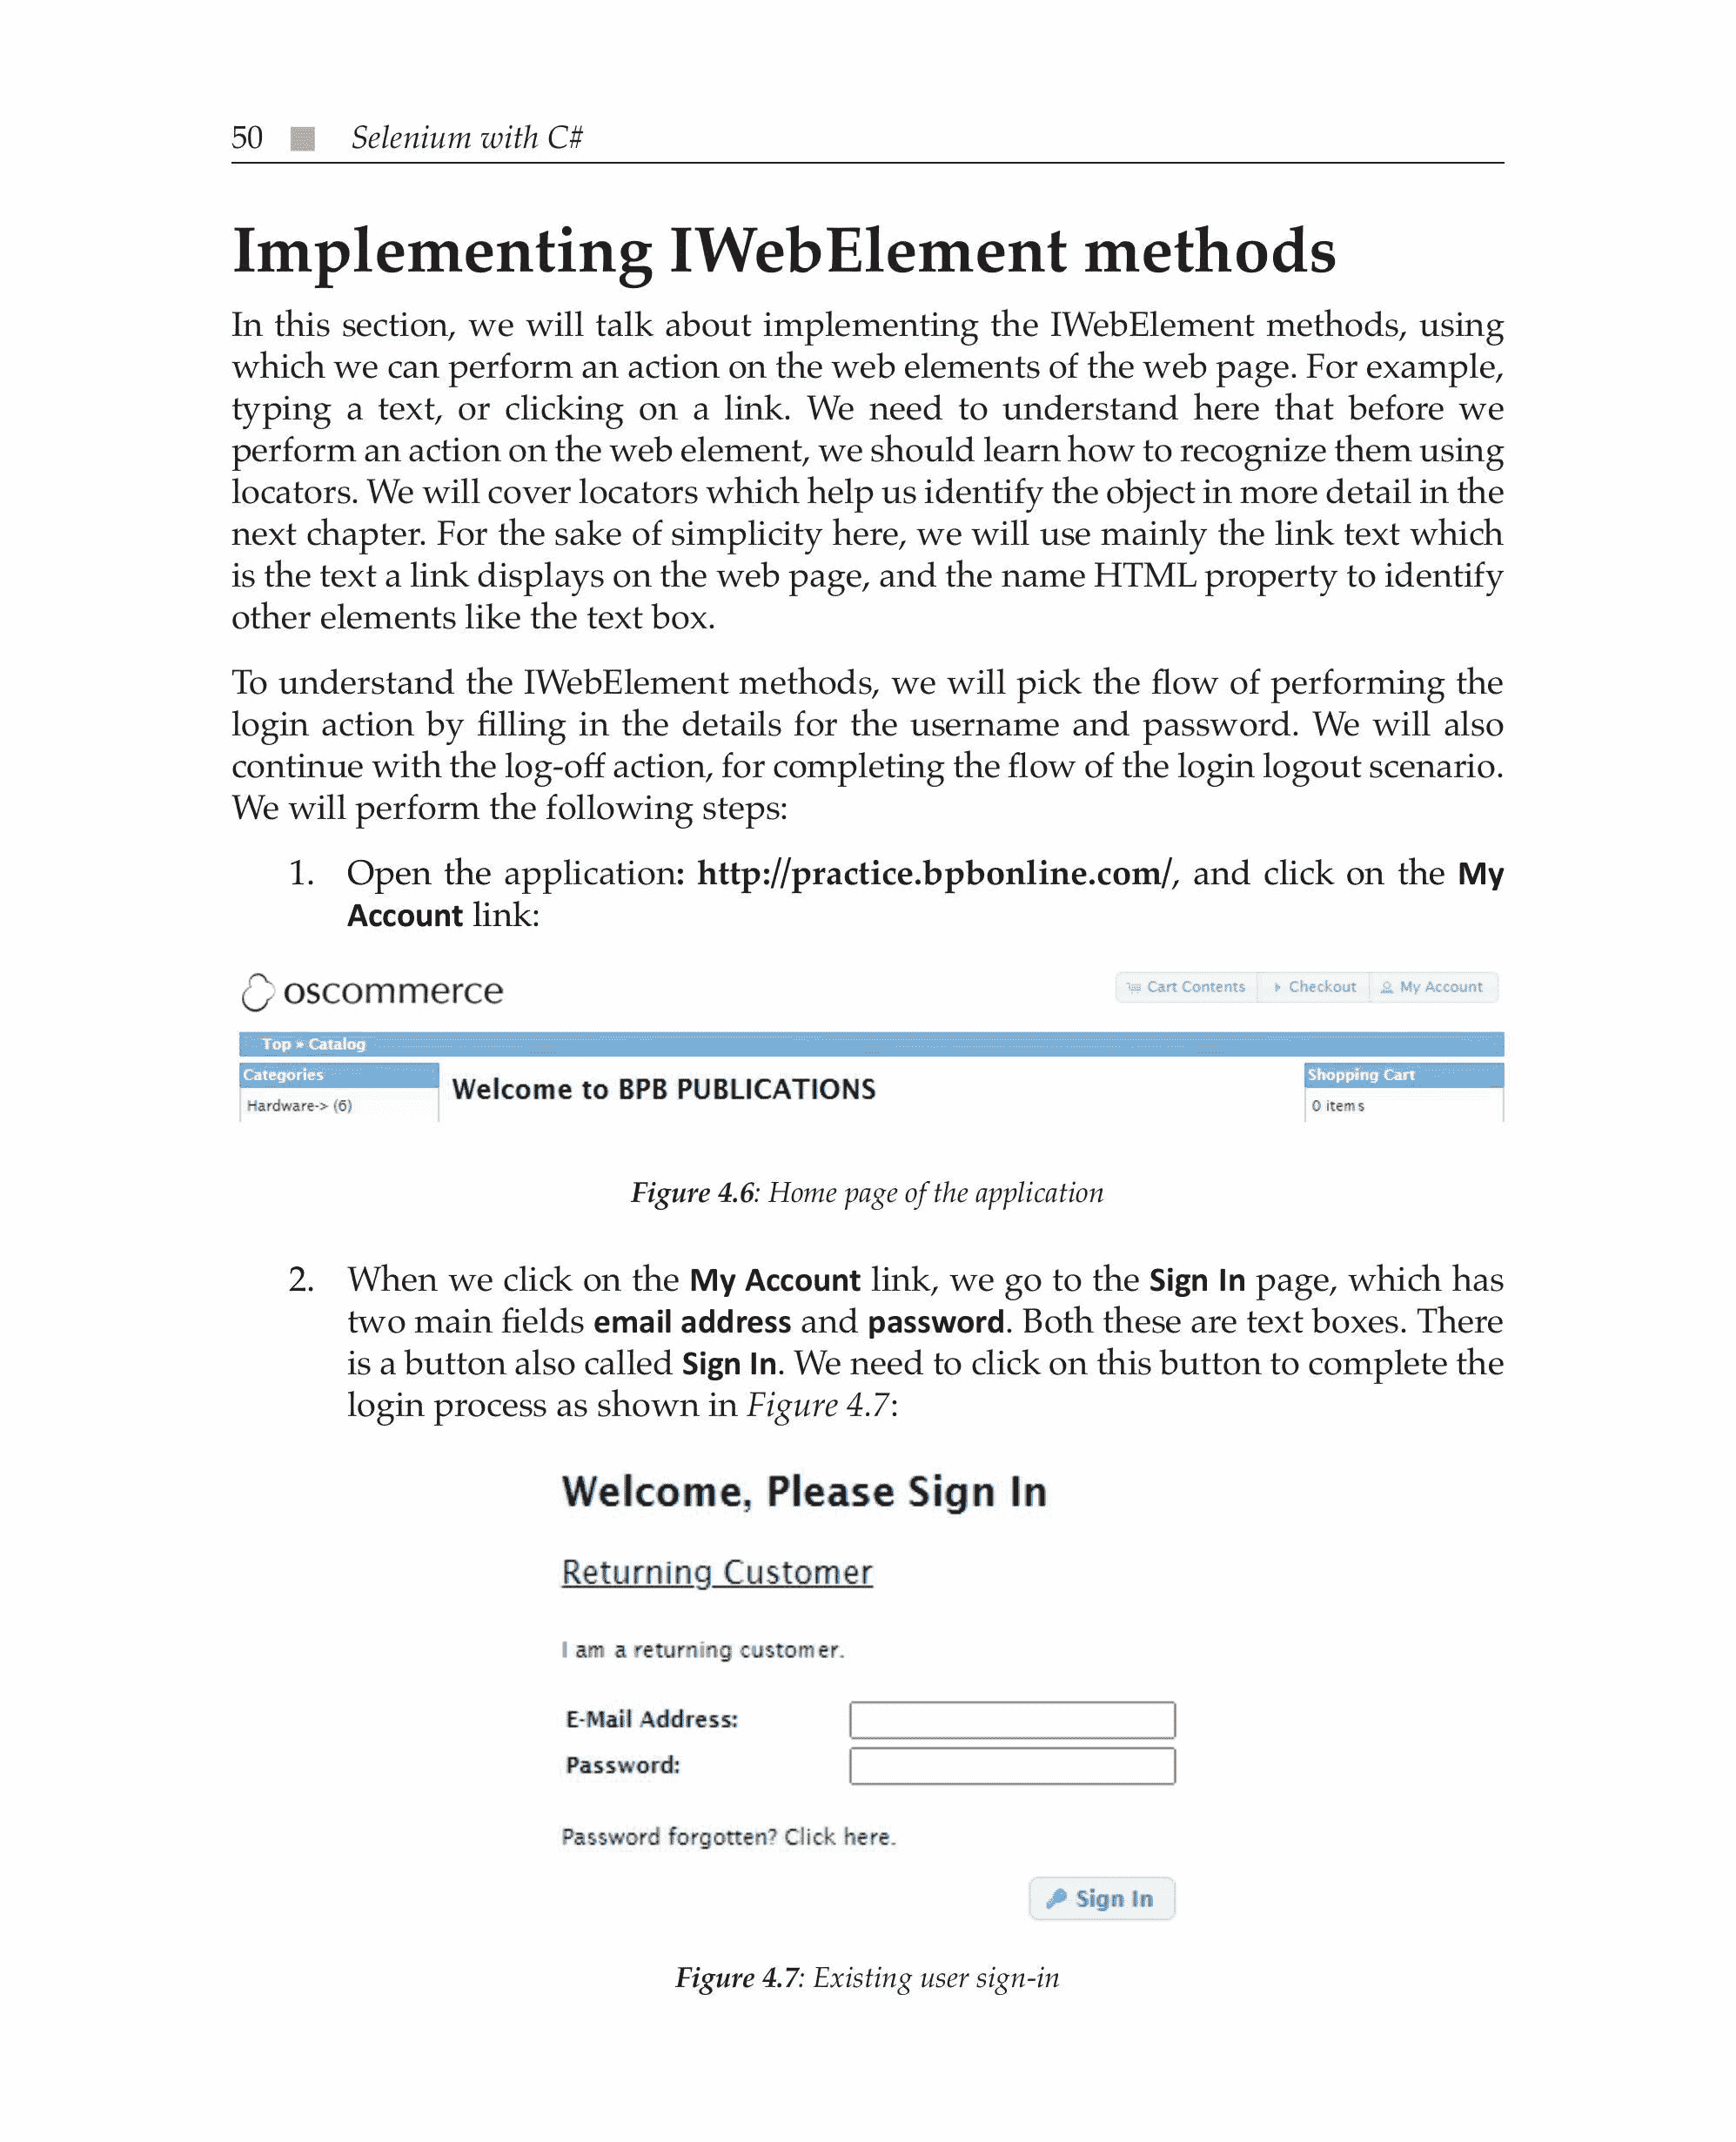 50 Selenium with C#
Implementing IWebElement methods
In this section, we will talk about implementing the IWebElement methods, using
which we can perform an action on the web elements of the web page. For example,
typing a text, or clicking on a link. We need to understand here that before we
perform an action on the web element, we should learn how to recognize them using
locators. We will cover locators which help us identify the object in more detail in the
next chapter. For the sake of simplicity here, we will use mainly the link text which
is the text a link displays on the web page, and the name HTML property to identify
other elements like the text box.
To understand the IWebElement methods, we will pick the flow of performing the
login action by filling in the details for the username and password. We will also
continue with the log-off action, for completing the flow of the login logout scenario.
We will perform the following steps:
1. Open the application: http://practice.bpbonline.com/, and click on the My
Account link:
oscommerce
Cart Contents Checkout My Account
Top » Catalog
Categories
Shopping Cart
Welcome to BPB PUBLICATIONS
Hardware-> (6)
0 items
Figure 4.6: Home page of the application
2. When we click on the My Account link, we go to the Sign In page, which has
two main fields email address and password. Both these are text boxes. There
is a button also called Sign In. We need to click on this button to complete the
login process as shown in Figure 4.7:
Welcome, Please Sign In
Returning Customer
I am a returning customer.
E-Mail Address:
Password:
Password forgotten? Click here.
Sign In
Figure 4.7: Existing user sign-in